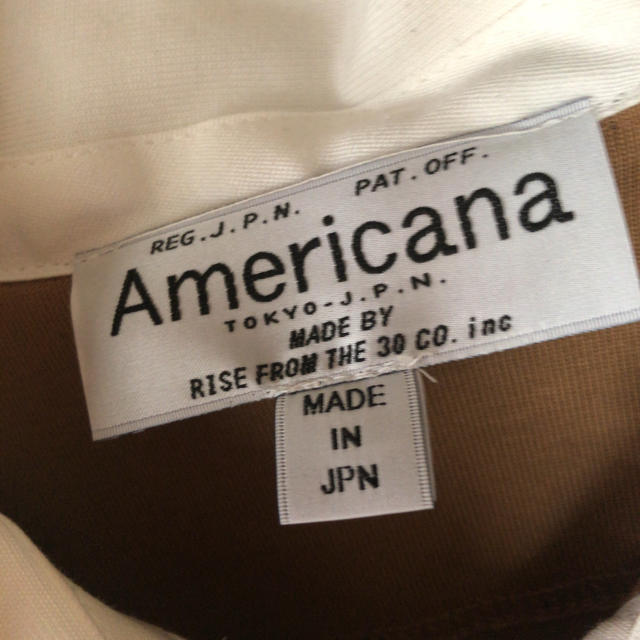 REG.J.P.N. PAT.OFF.
Americana
TOKYO-J.P.N.
MADE BY
RISE FROM THE 30 CO. inc
MADE
IN
JPN